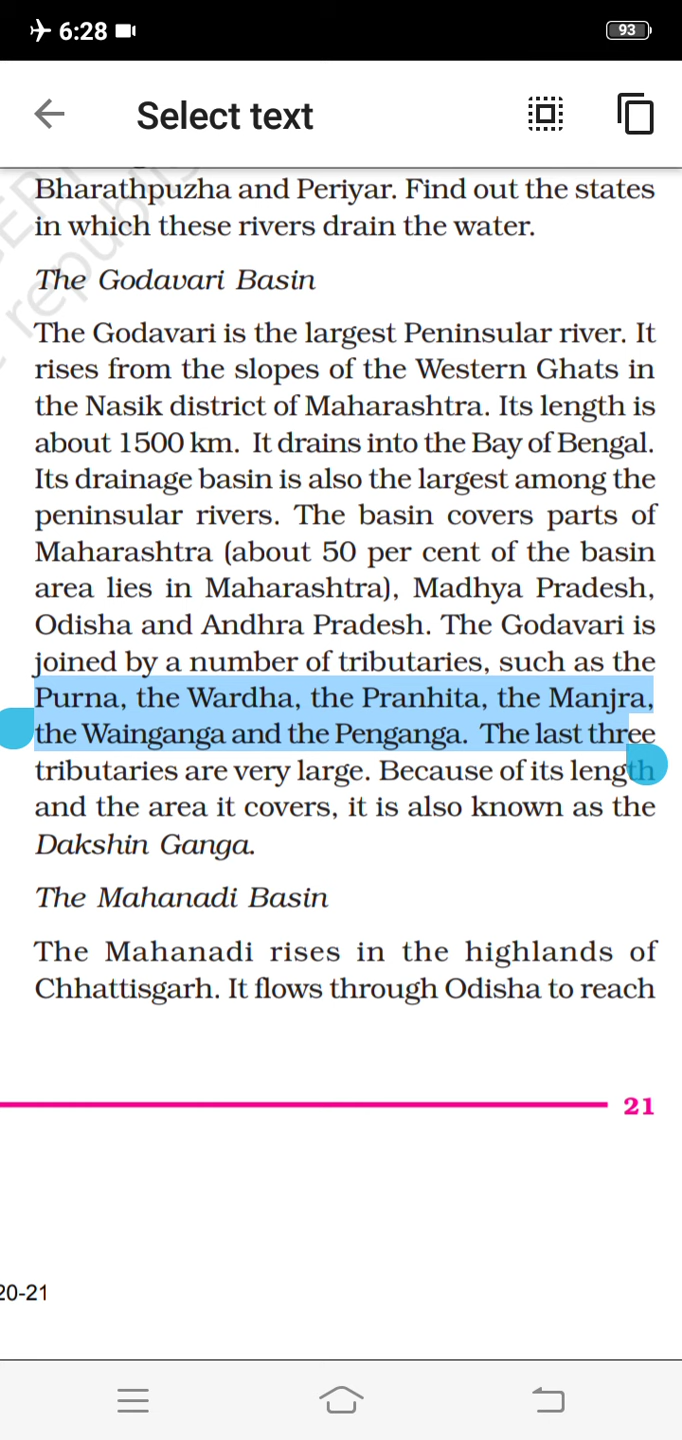 6:28
93
Select text
Bharathpuzha and Periyar. Find out the states
in which these rivers drain the water.
The Godavari Basin
The Godavari is the largest Peninsular river. It
rises from the slopes of the Western Ghats in
the Nasik district of Maharashtra. Its length is
about 1500 km. It drains into the Bay of Bengal.
Its drainage basin is also the largest among the
peninsular rivers. The basin covers parts of
Maharashtra (about 50 per cent of the basin
area lies in Maharashtra), Madhya Pradesh,
Odisha and Andhra Pradesh. The Godavari is
joined by a number of tributaries, such as the
Purna, the Wardha, the Pranhita, the Manjra,
the Wainganga and the Penganga. The last three
tributaries are very large. Because of its length
and the area it covers, it is also known as the
Dakshin Ganga.
The Mahanadi Basin
The Mahanadi rises in the highlands of
Chhattisgarh. It flows through Odisha to reach
21
20-21